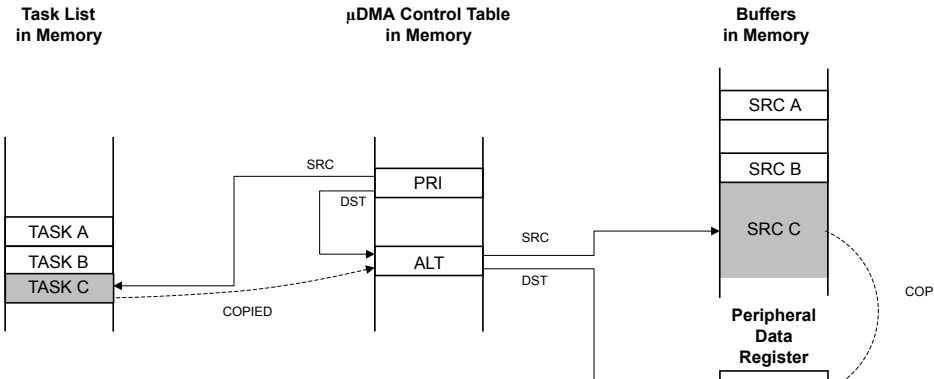 Task List
in Memory
µDMA Control Table
in Memory
Buffers
in Memory
SRC A
SRC B
SRC C
SRC
PRI
DST
TASK A
TASK B
TASK C
ALT
SRC
DST
COPIED
COP
Peripheral
Data
Register